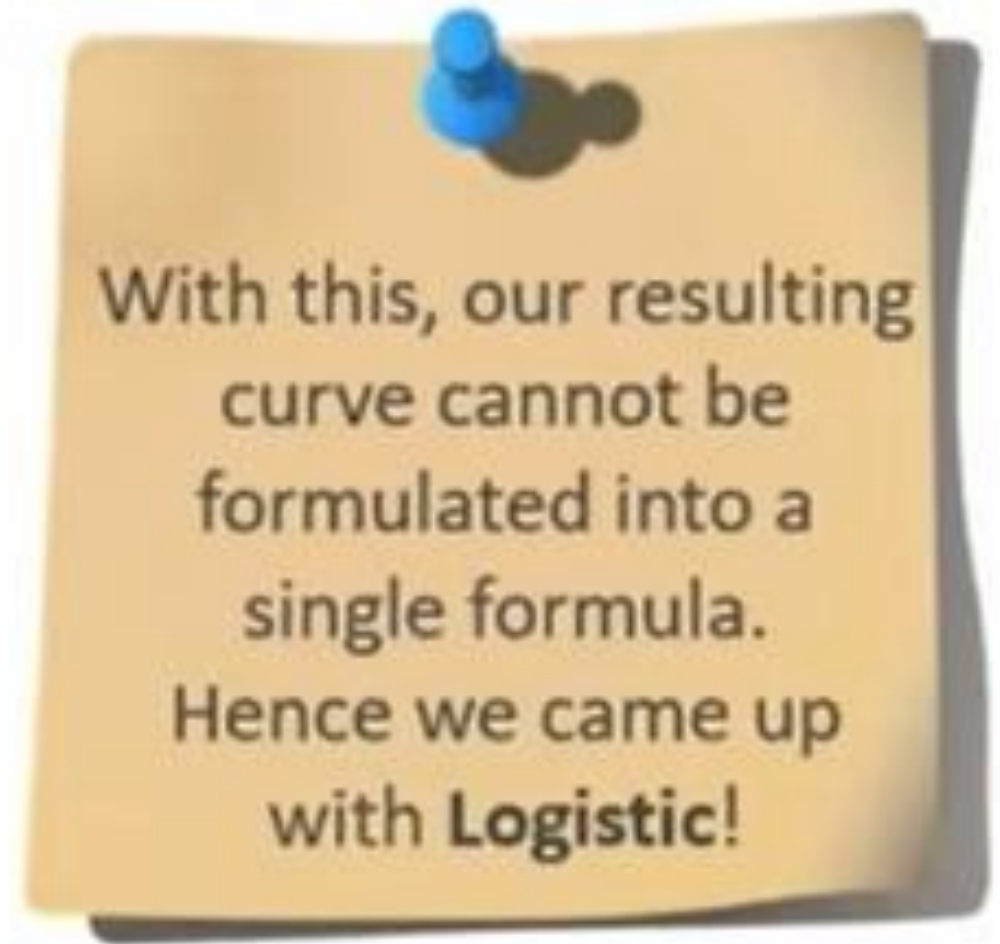 With this, our resulting
curve cannot be
formulated into a
single formula.
Hence we came up
with Logistic!